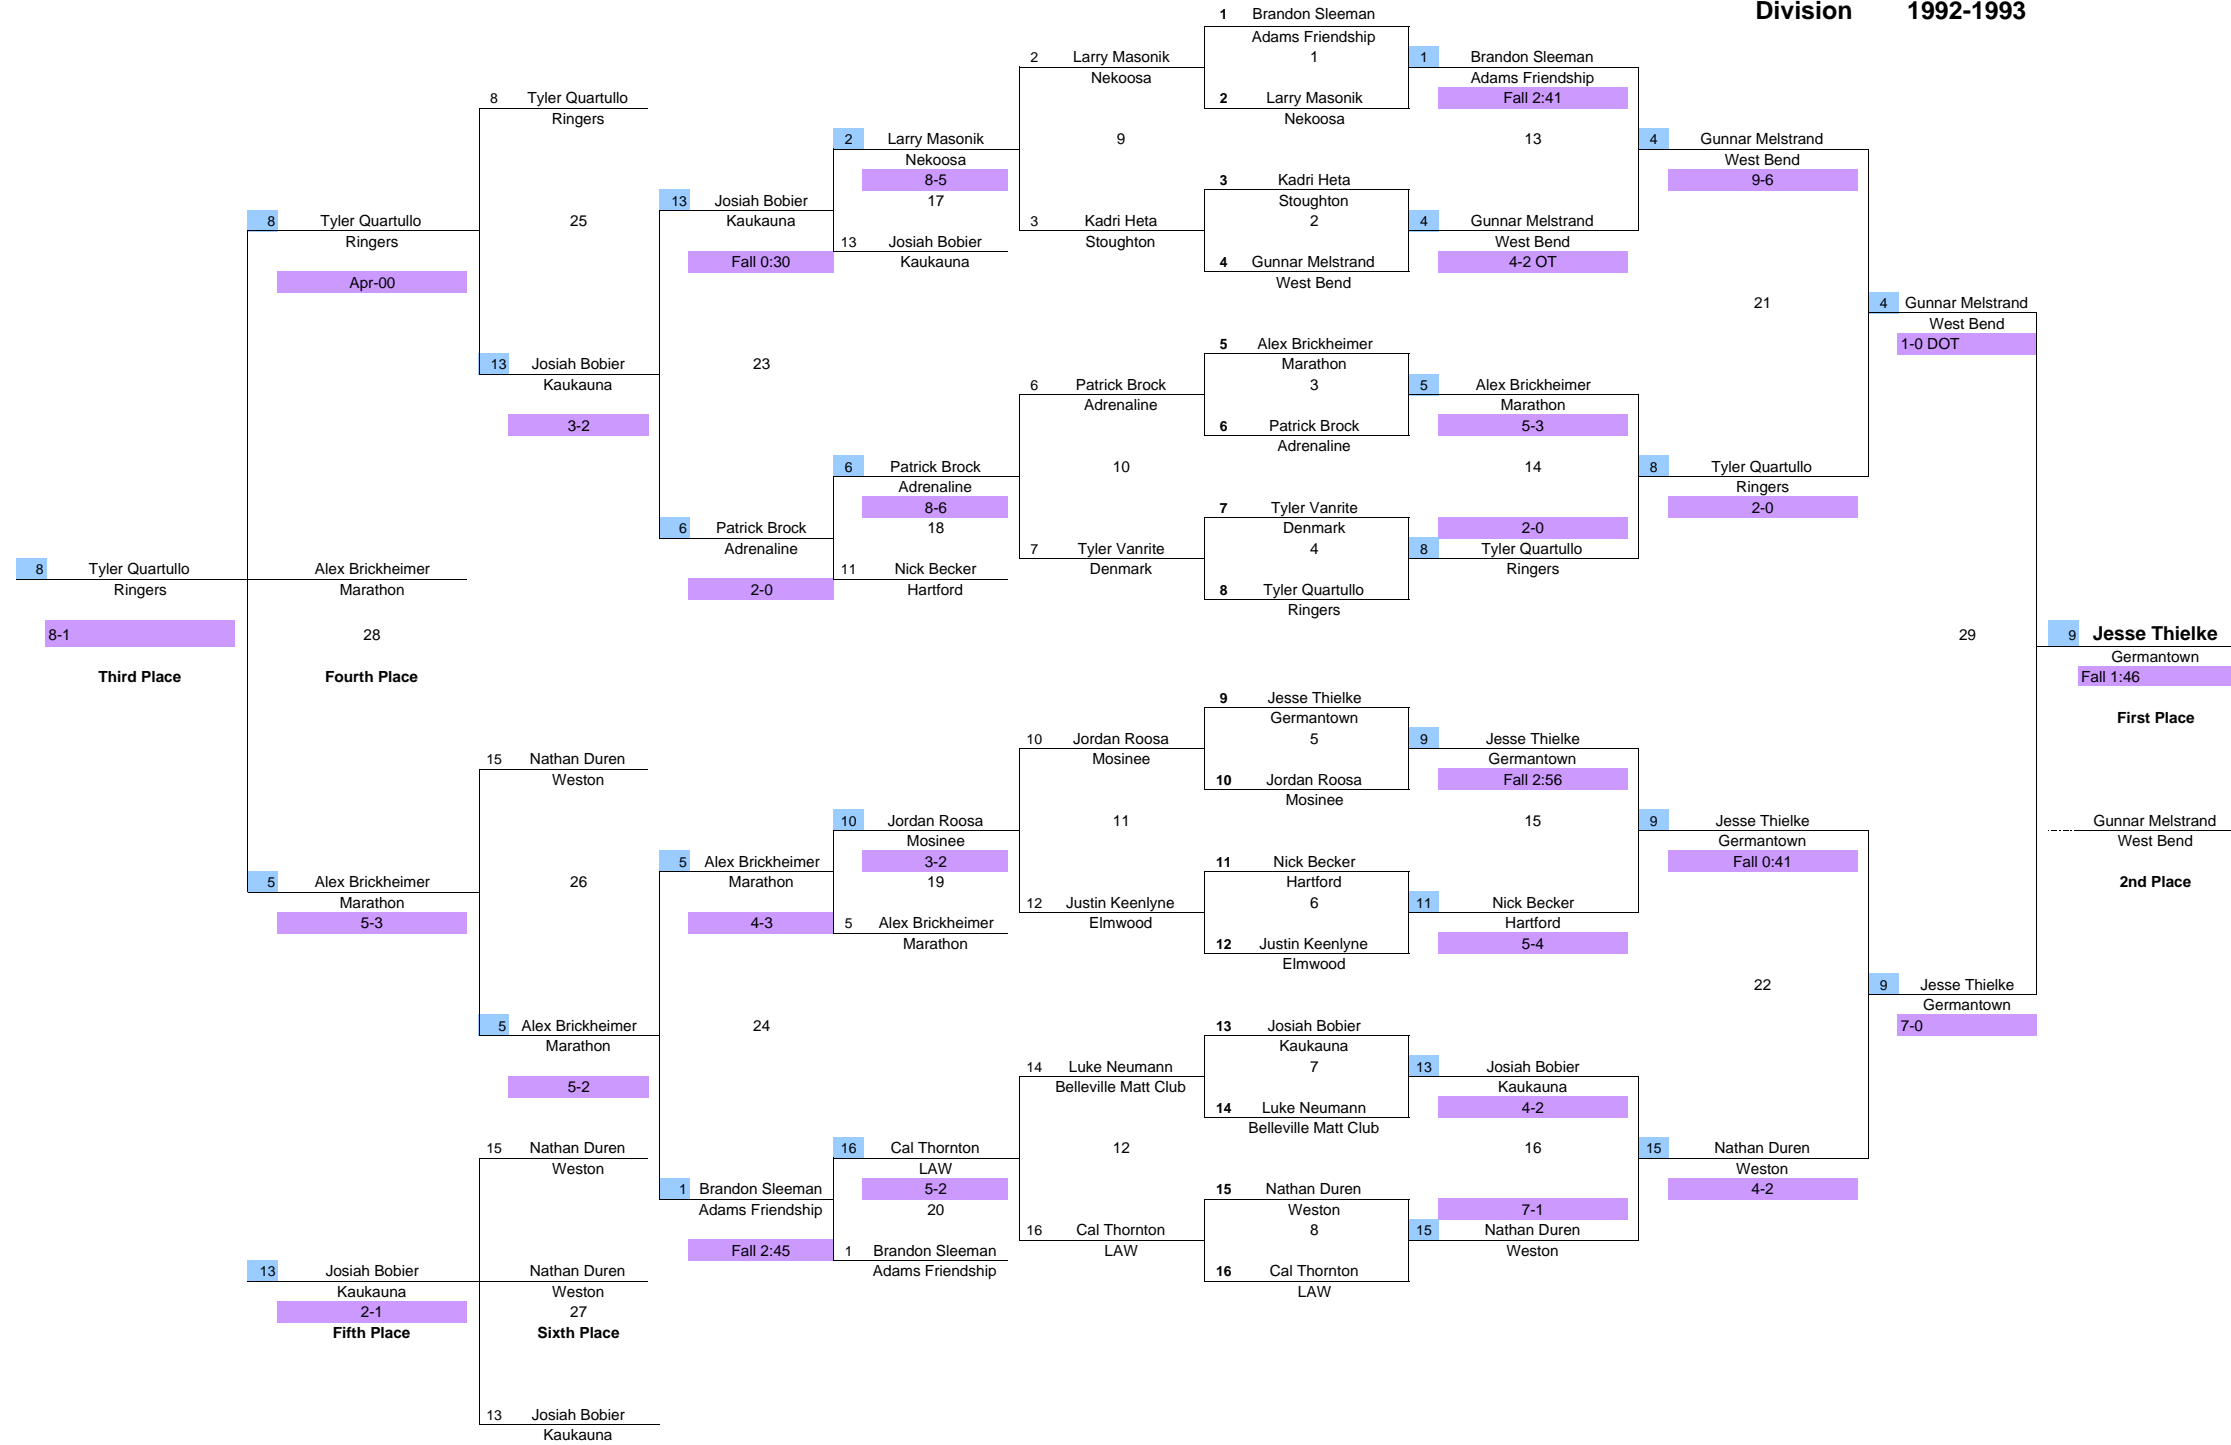 Division 1992-1993
1 Brandon Sleeman
Adams Friendship
1
2 Larry Masonik
Nekoosa
3 Kadri Heta
Stoughton
2
4 Gunnar Melstrand
West Bend
5 Alex Brickheimer
Marathon
3
6 Patrick Brock
Adrenaline
7 Tyler Vanrite
Denmark
4
8 Tyler Quartullo
Ringers
9 Jesse Thielke
Germantown
5
10 Jordan Roosa
Mosinee
11 Nick Becker
Hartford
6
12 Justin Keenlyne
Elmwood
13 Josiah Bobier
Kaukauna
7
14 Luke Neumann
Belleville Matt Club
15 Nathan Duren
Weston
8
16 Cal Thornton
LAW
1 Brandon Sleeman
Adams Friendship
Fall 2:41
13
4 Gunnar Melstrand
West Bend
4-2 OT
5 Alex Brickheimer
Marathon
5-3
14
2-0
8 Tyler Quartullo
Ringers
9 Jesse Thielke
Germantown
Fall 2:56
15
11 Nick Becker
Hartford
5-4
13 Josiah Bobier
Kaukauna
4-2
16
7-1
15 Nathan Duren
Weston
4 Gunnar Melstrand
West Bend
9-6
21
8 Tyler Quartullo
Ringers
2-0
9 Jesse Thielke
Germantown
Fall 0:41
22
15 Nathan Duren
Weston
4-2
4 Gunnar Melstrand
West Bend
1-0 DOT
29
9 Jesse Thielke
Germantown
7-0
9 Jesse Thielke
Germantown
Fall 1:46
First Place
Gunnar Melstrand
West Bend
2nd Place
2 Larry Masonik
Nekoosa
9
3 Kadri Heta
Stoughton
6 Patrick Brock
Adrenaline
10
7 Tyler Vanrite
Denmark
10 Jordan Roosa
Mosinee
11
12 Justin Keenlyne
Elmwood
14 Luke Neumann
Belleville Matt Club
12
16 Cal Thornton
LAW
2 Larry Masonik
Nekoosa
8-5
17
13 Josiah Bobier
Kaukauna
6 Patrick Brock
Adrenaline
8-6
18
11 Nick Becker
Hartford
10 Jordan Roosa
Mosinee
3-2
19
5 Alex Brickheimer
Marathon
16 Cal Thornton
LAW
5-2
20
1 Brandon Sleeman
Adams Friendship
13 Josiah Bobier
Kaukauna
Fall 0:30
23
6 Patrick Brock
Adrenaline
2-0
5 Alex Brickheimer
Marathon
4-3
24
1 Brandon Sleeman
Adams Friendship
Fall 2:45
8 Tyler Quartullo
Ringers
25
13 Josiah Bobier
Kaukauna
3-2
15 Nathan Duren
Weston
26
5 Alex Brickheimer
Marathon
5-2
8 Tyler Quartullo
Ringers
Apr-00
Alex Brickheimer
Marathon
28
Fourth Place
5 Alex Brickheimer
Marathon
5-3
8 Tyler Quartullo
Ringers
8-1
Third Place
15 Nathan Duren
Weston
Nathan Duren
Weston
27
Sixth Place
13 Josiah Bobier
Kaukauna
13 Josiah Bobier
Kaukauna
2-1
Fifth Place